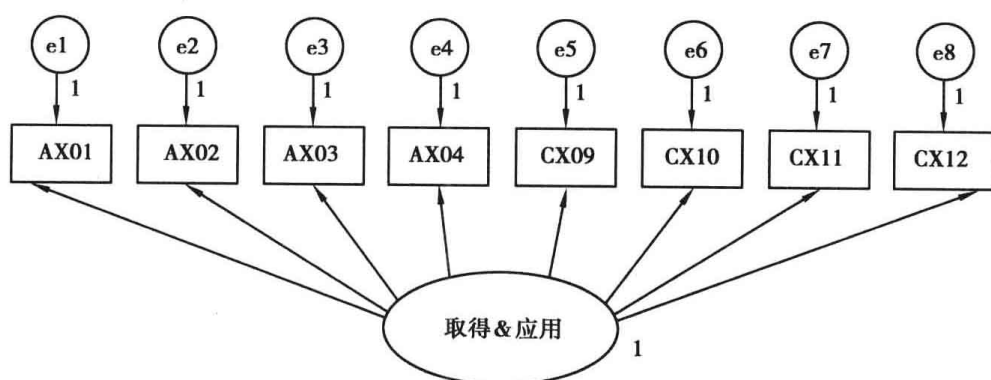 e1 e2 e3 e4 e5 e6 e7 e8
1 1 1 1 1 1 1 1
AX01 AX02 AX03 AX04 CX09 CX10 CX11 CX12
取得&应用
1